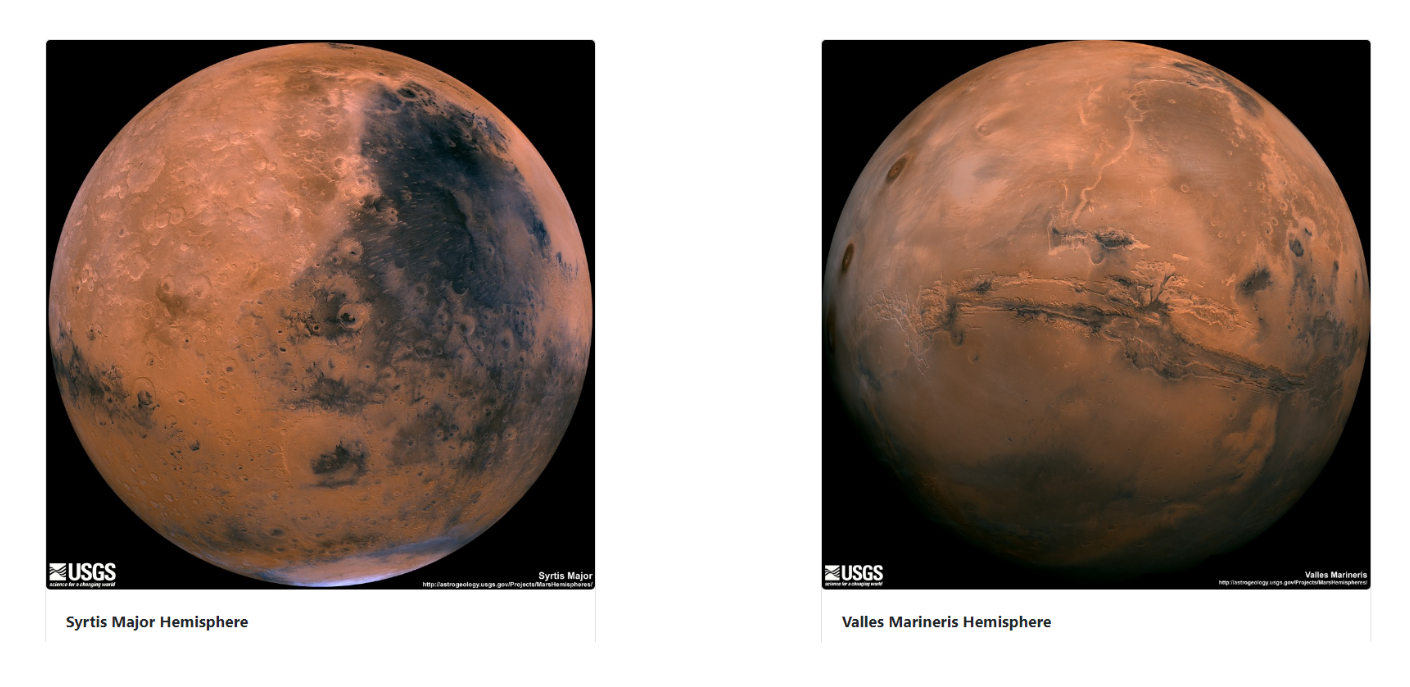 USGS
science for a changing world
Syrtis Major
http://astrogeology.usgs.gov/Projects/MarsHemispheres/
Syrtis Major Hemisphere
USGS
science for a changing world
Valles Marineris
http://astrogeology.usgs.gov/Projects/MarsHemispheres/
Valles Marineris Hemisphere